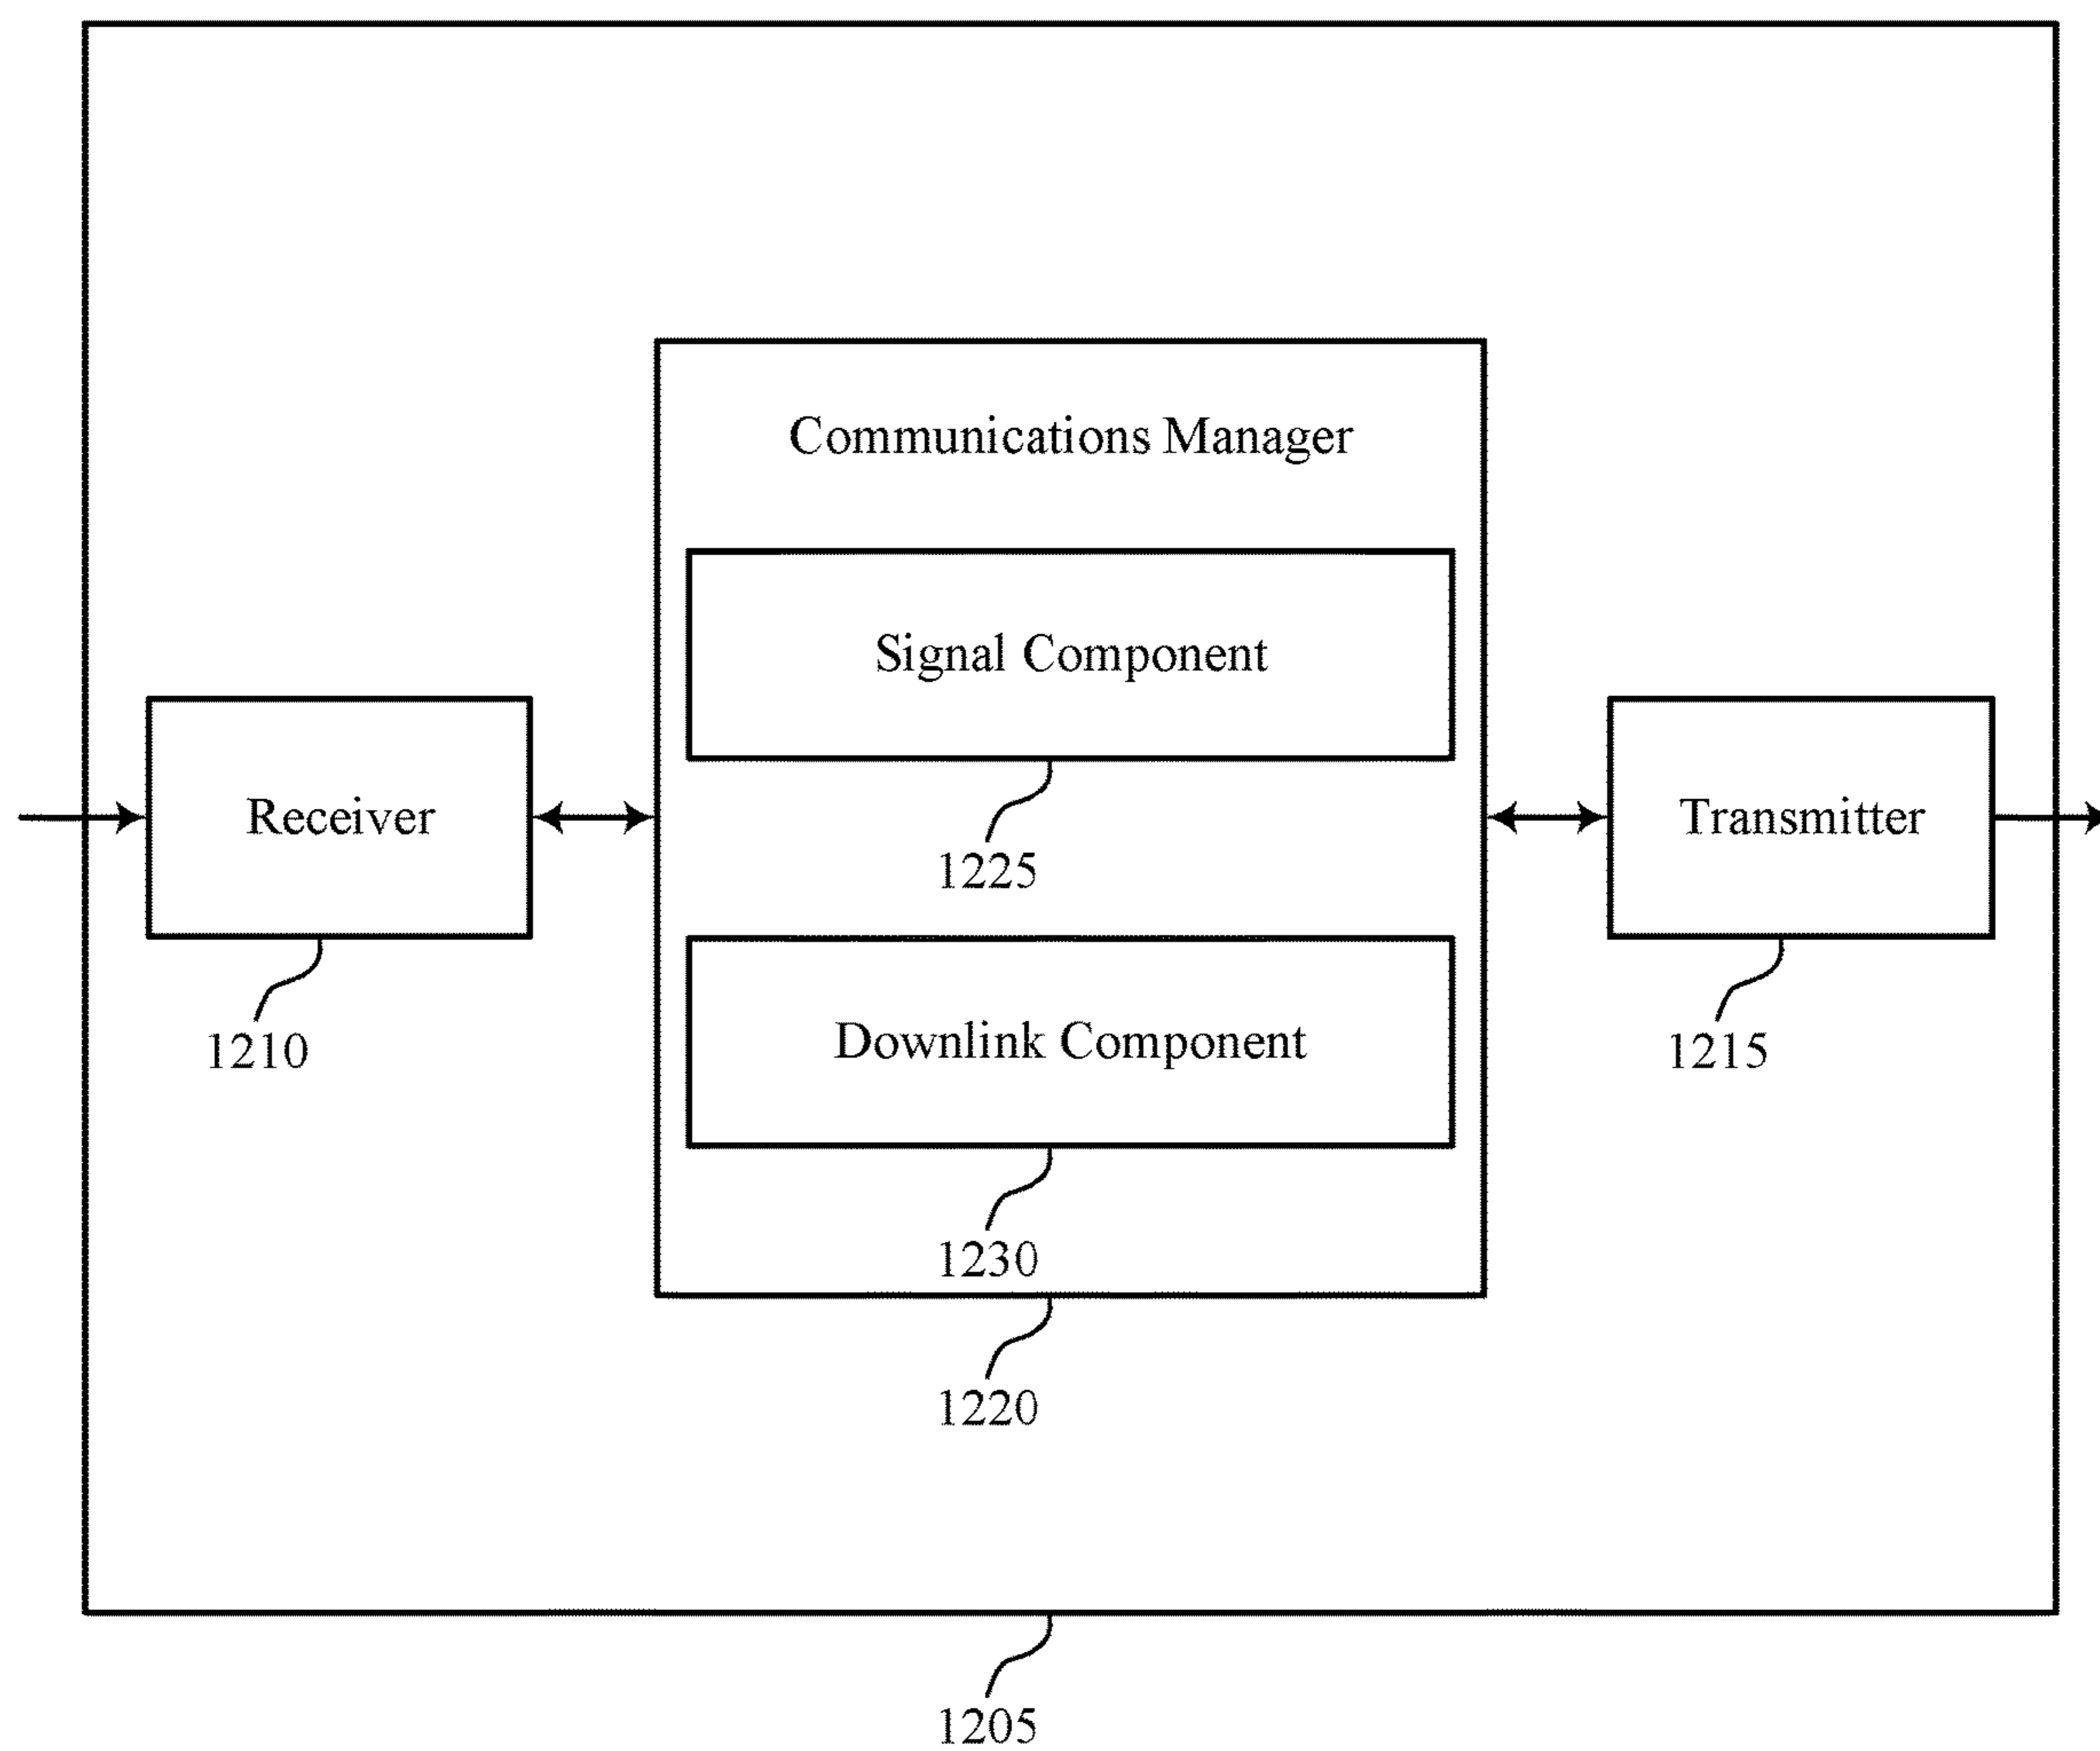 Communications Manager
Signal Component
1225
Receiver
1210
Transmitter
1215
Downlink Component
1230
1220
1205